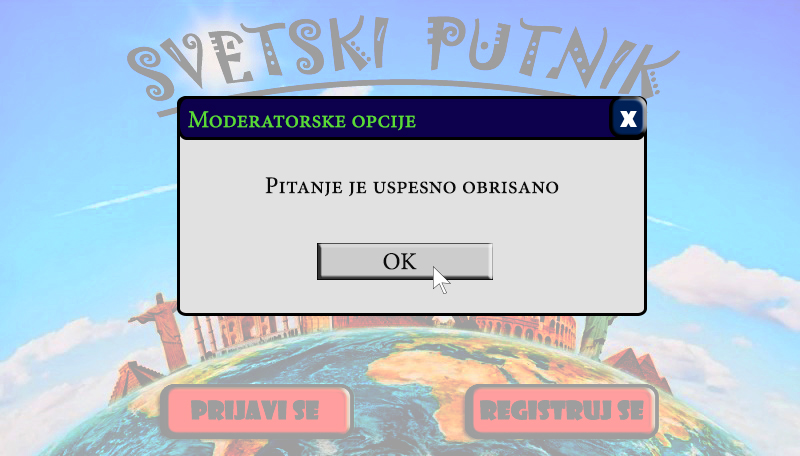 SVETSKI PUTNIK
Moderatorske opcije
X
Pitanje je uspesno obrisano
OK
PRIJAVI SE
REGISTRUJ SE